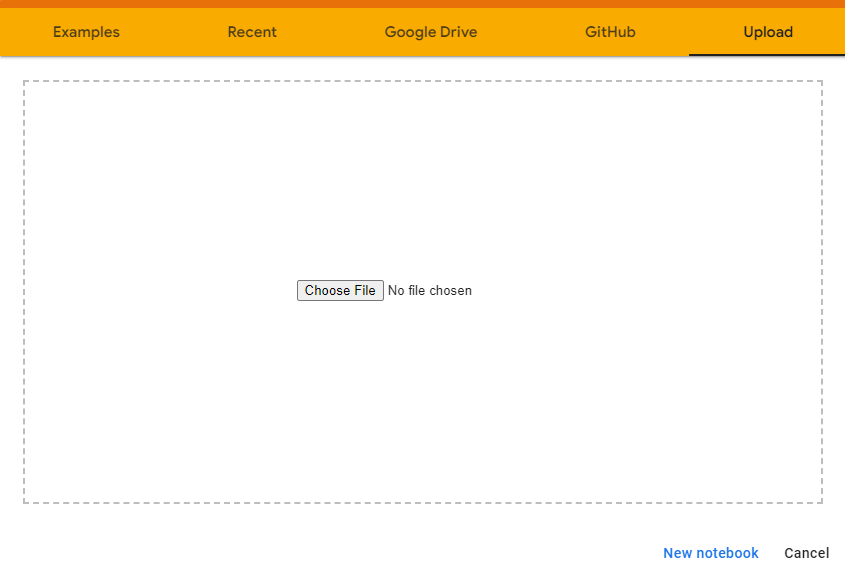 Examples Recent Google Drive GitHub Upload
Choose File No file chosen
New notebook Cancel